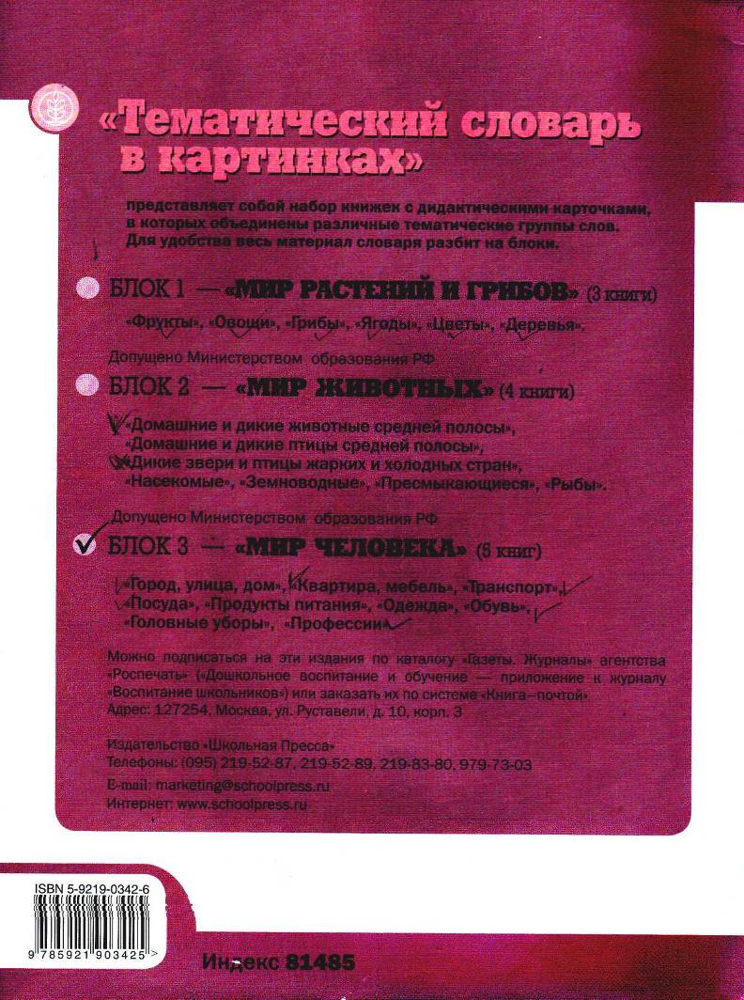 «Тематический словарь
в картинках»
представляет собой набор книжек с дидактическими карточками,
в которых объединены различные тематические группы слов.
Для удобства весь материал словаря разбит на блоки.
БЛОК 1 — «МИР РАСТЕНИЙ И ГРИБОВ» (3 книги)
«Фрукты», «Овощи», «Грибы», «Ягоды», «Цветы», «Деревья».
Допущено Министерством образования РФ
БЛОК 2 — «МИР ЖИВОТНЫХ» (4 книги)
«Домашние и дикие животные средней полосы»,
«Домашние и дикие птицы средней полосы»,
«Дикие звери и птицы жарких и холодных стран»,
«Насекомые», «Земноводные», «Пресмыкающиеся», «Рыбы».
Допущено Министерством образования РФ
БЛОК 3 — «МИР ЧЕЛОВЕКА» (5 книг)
«Город, улица, дом», «Квартира, мебель», «Транспорт»,
«Посуда», «Продукты питания», «Одежда», «Обувь»,
«Головные уборы», «Профессии»
Можно подписаться на эти издания по каталогу «Газеты. Журналы» агентства
«Роспечать» («Дошкольное воспитание и обучение — приложение к журналу
«Воспитание школьников») или заказать их по системе «Книга—почтой»
Адрес: 127254, Москва, ул. Руставели, д. 10, корп. 3
Издательство «Школьная Пресса»
Телефоны: (095) 219-52-87, 219-52-89, 219-83-80, 979-73-03
E-mail: marketing@schoolpress.ru
Интернет: www.schoolpress.ru
ISBN 5-9219-0342-6
9 785921 903425 >
Индекс 81485